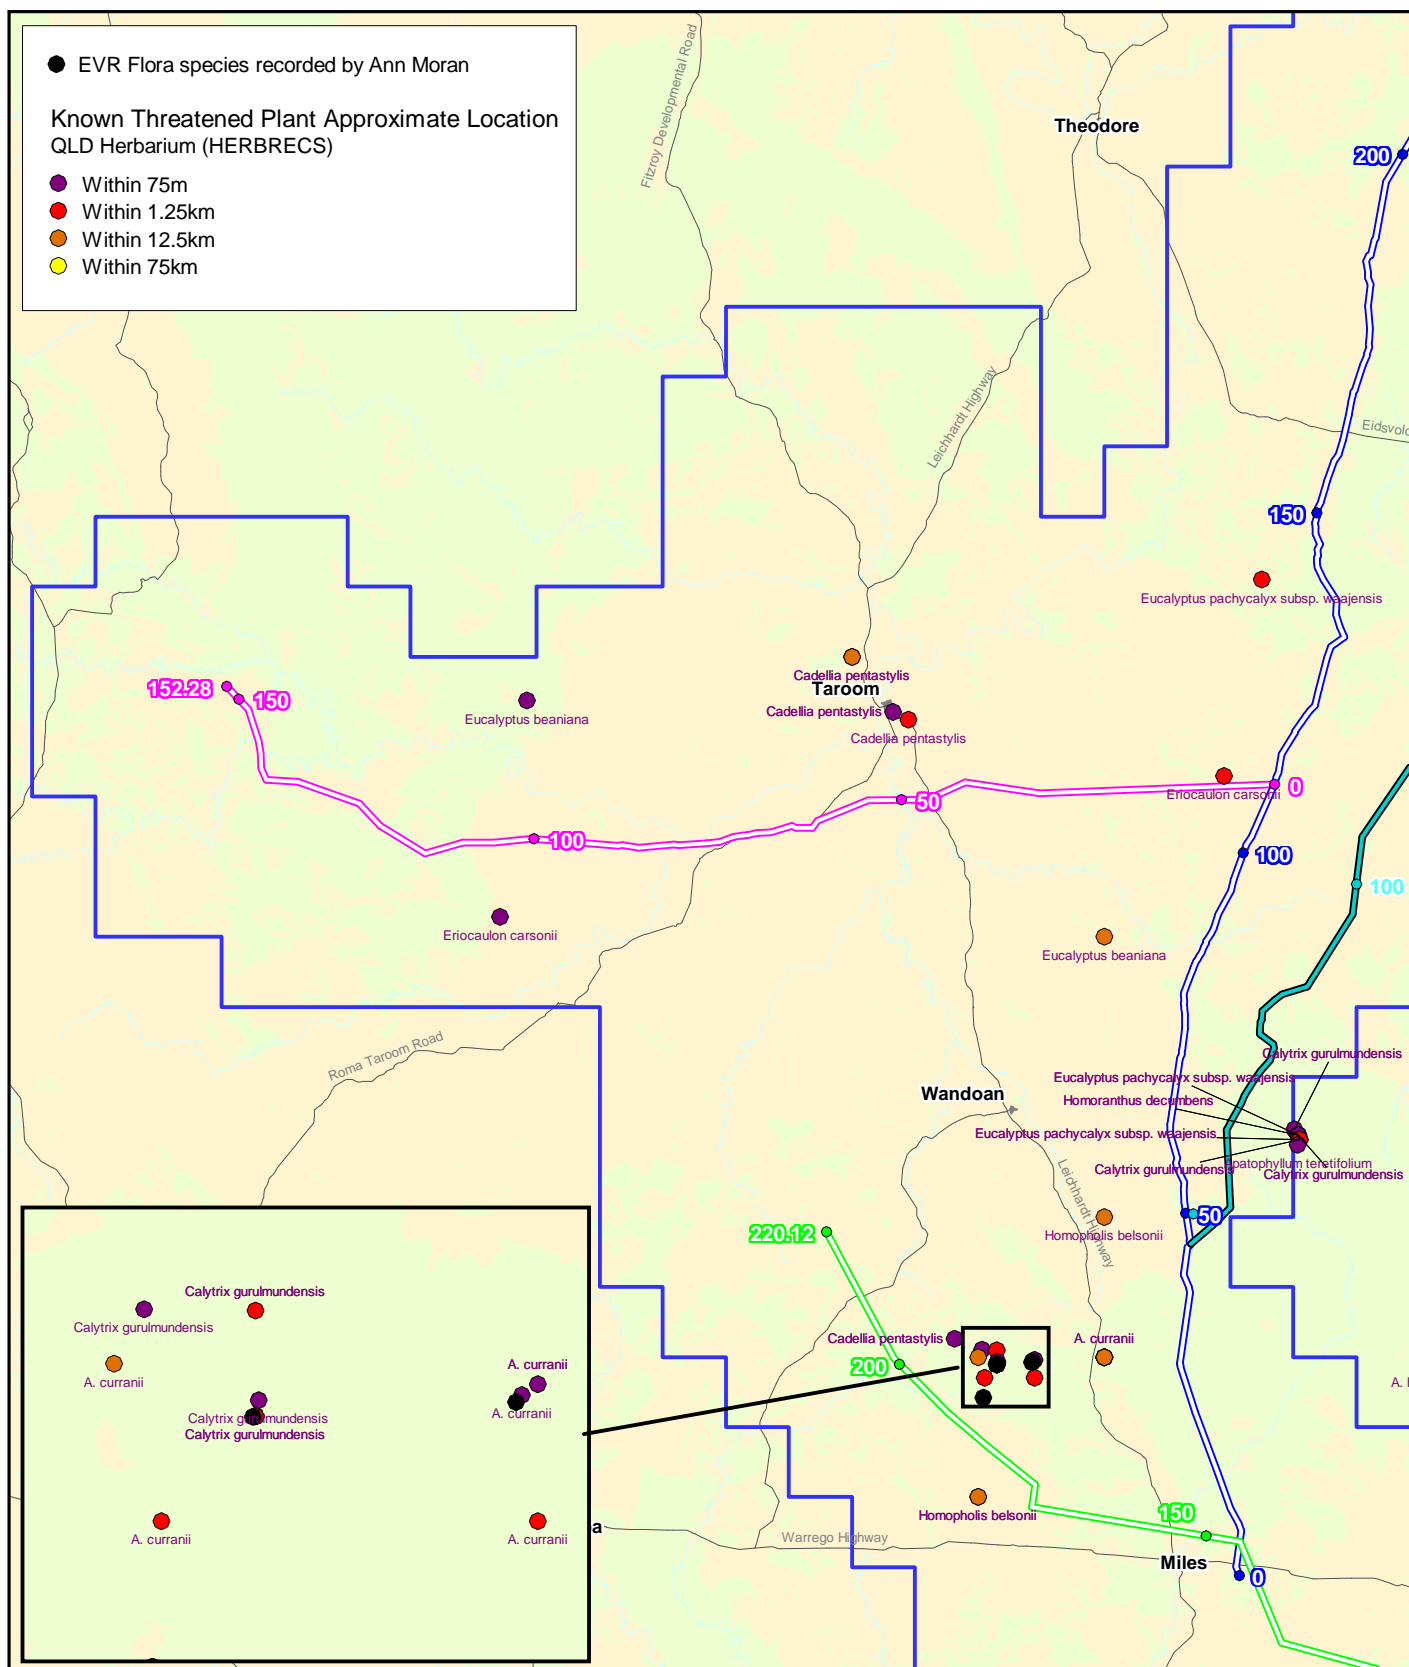 EVR Flora species recorded by Ann Moran
Known Threatened Plant Approximate Location
QLD Herbarium (HERBRECS)
Within 75m
Within 1.25km
Within 12.5km
Within 75km
Fitzroy Developmental Road
Theodore
200
Leichhardt Highway
Eidsvold
150
Eucalyptus pachycalyx subsp. waajensis
Cadellia pentastylis
Taroom
152.28
150
Eucalyptus beaniana
Cadellia pentastylis
Cadellia pentastylis
Eriocaulon carsonii
0
50
100
100
100
Eriocaulon carsonii
Eucalyptus beaniana
Roma Taroom Road
Calytrix gurulmundensis
Eucalyptus pachycalyx subsp. waajensis
Wandoan
Homoranthus decumbens
Eucalyptus pachycalyx subsp. waajensis
Calytrix gurulmundensis
patophyllum teretifolium
Calytrix gurulmundensis
Leichhardt Highway
50
220.12
Homopholis belsonii
Cadellia pentastylis
A. curranii
200
A.
Calytrix gurulmundensis
Calytrix gurulmundensis
A. curranii
A. curranii
A. curranii
Calytrix gurulmundensis
Calytrix gurulmundensis
A. curranii
A. curranii
Homopholis belsonii
150
a
Warrego Highway
Miles
0